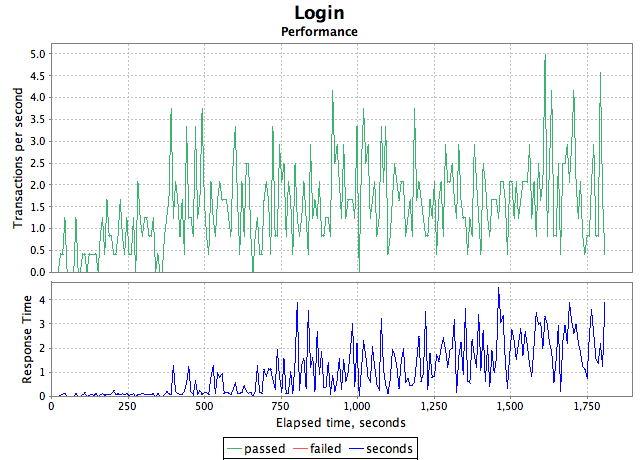 Login
Performance
Transactions per second
5.0
4.5
4.0
3.5
3.0
2.5
2.0
1.5
1.0
0.5
0.0
Response Time
4
3
2
1
0
0 250 500 750 1,000 1,250 1,500 1,750
Elapsed time, seconds
passed failed seconds